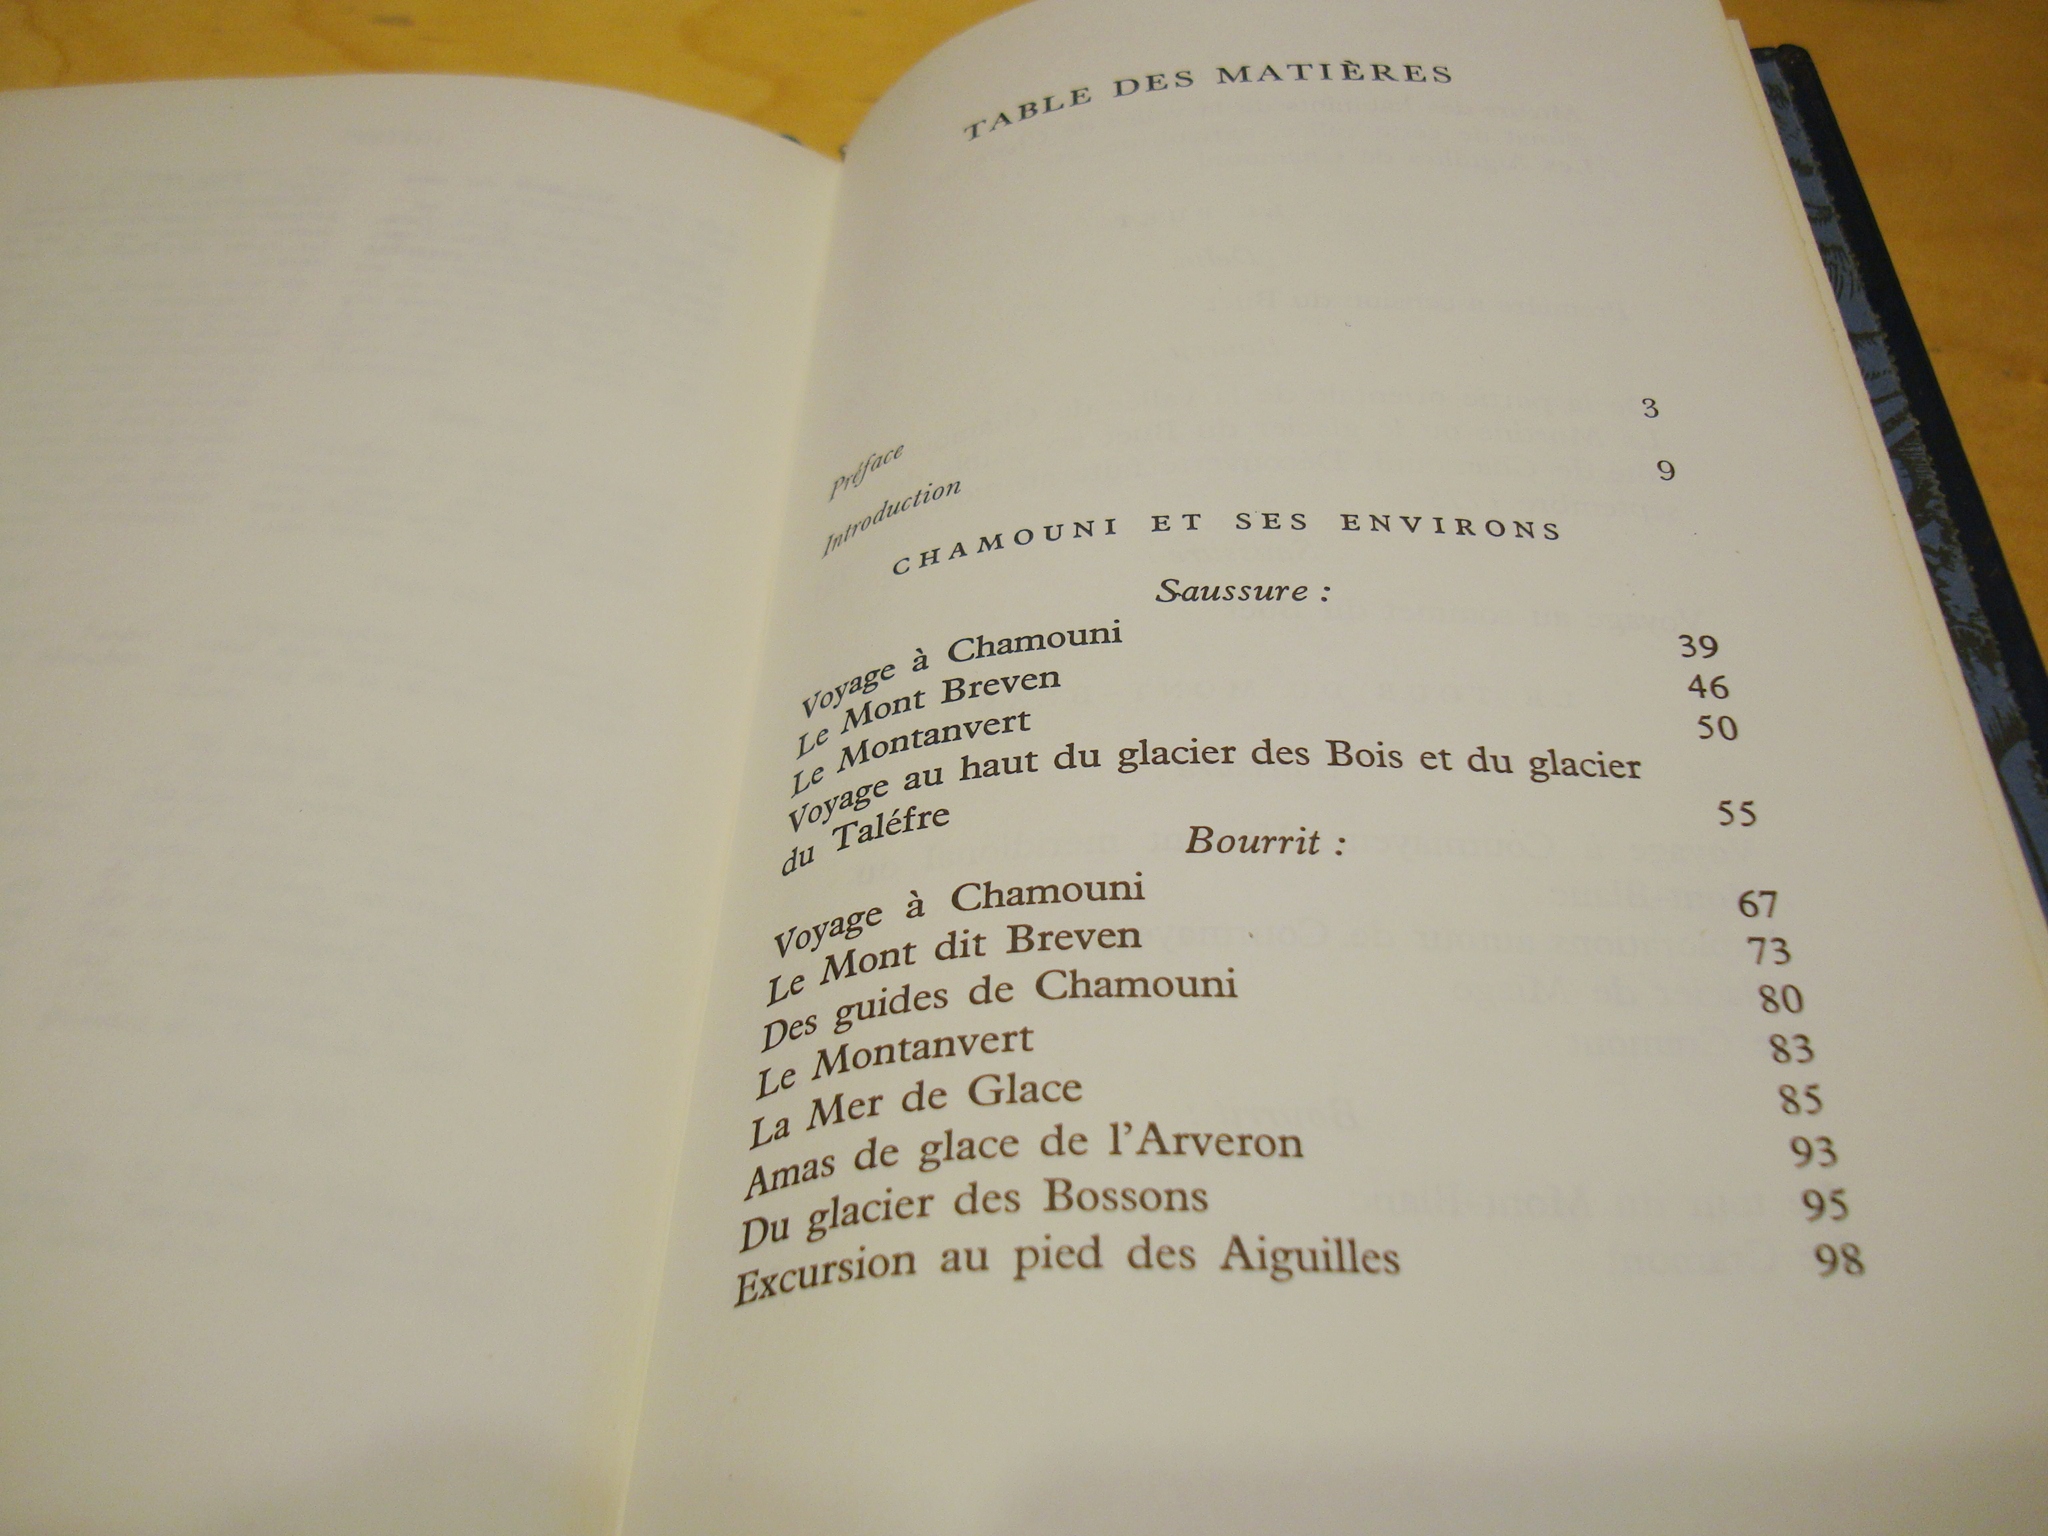 TABLE DES MATIÈRES
Préface 3
Introduction 9
CHAMOUNI ET SES ENVIRONS
Saussure :
Voyage à Chamouni 39
Le Mont Breven 46
Le Montanvert 50
Voyage au haut du glacier des Bois et du glacier
du Taléfre 55
Bourrit :
Voyage à Chamouni 67
Le Mont dit Breven 73
Des guides de Chamouni 80
Le Montanvert 83
La Mer de Glace 85
Amas de glace de l'Arveron 93
Du glacier des Bossons 95
Excursion au pied des Aiguilles 98